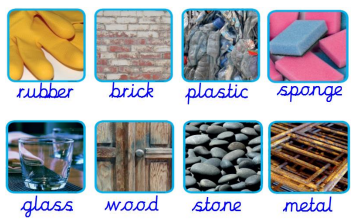 rubber brick plastic sponge
glass wood stone metal